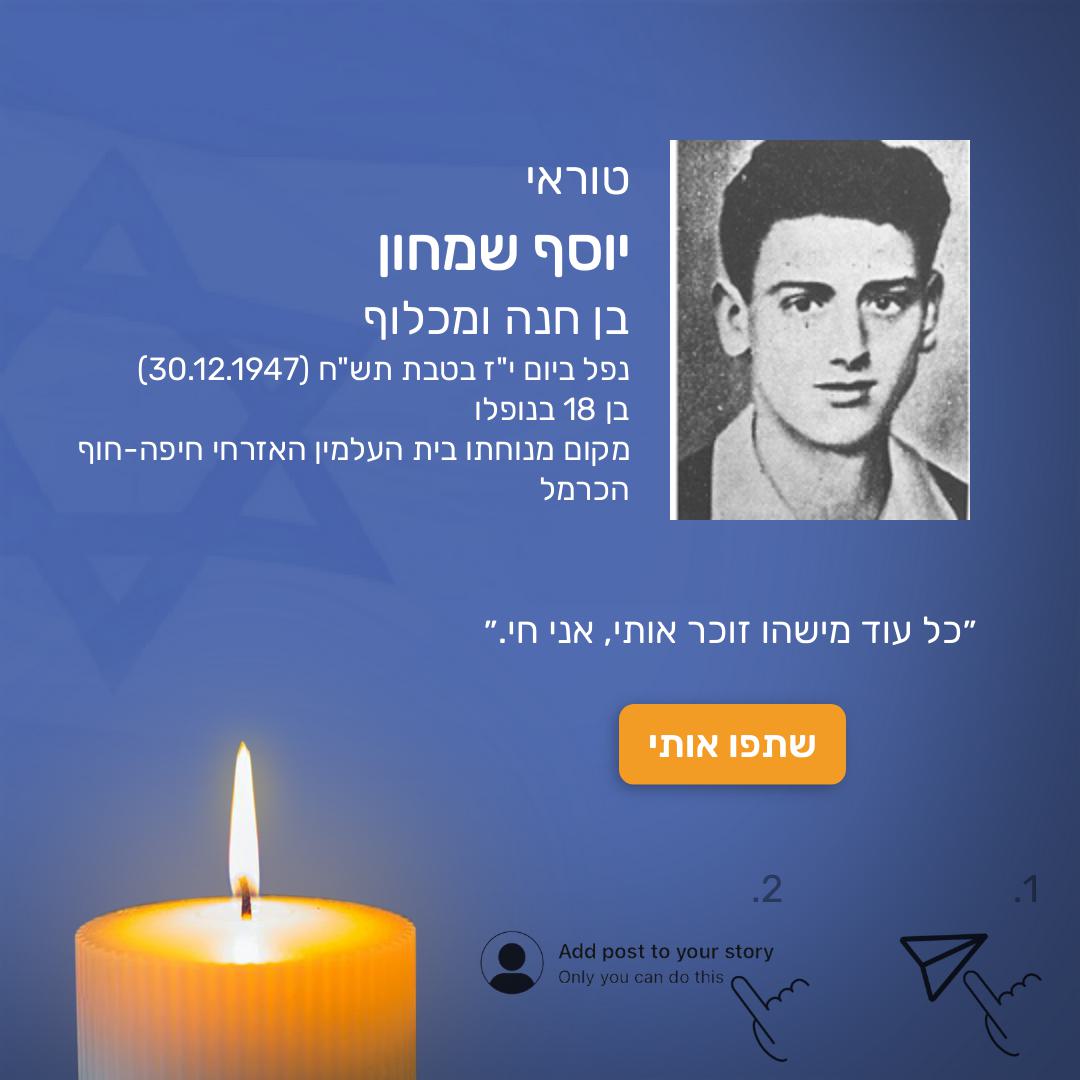 טוראי
יוסף שמחון
בן חנה ומכלוף
נפל ביום י"ז בטבת תש"ח (30.12.1947)
בן 18 בנופלו
מקום מנוחתו בית העלמין האזרחי חיפה-חוף
הכרמל
״כל עוד מישהו זוכר אותי, אני חי.״
שתפו אותי
1.
2.
Add post to your story
Only you can do this